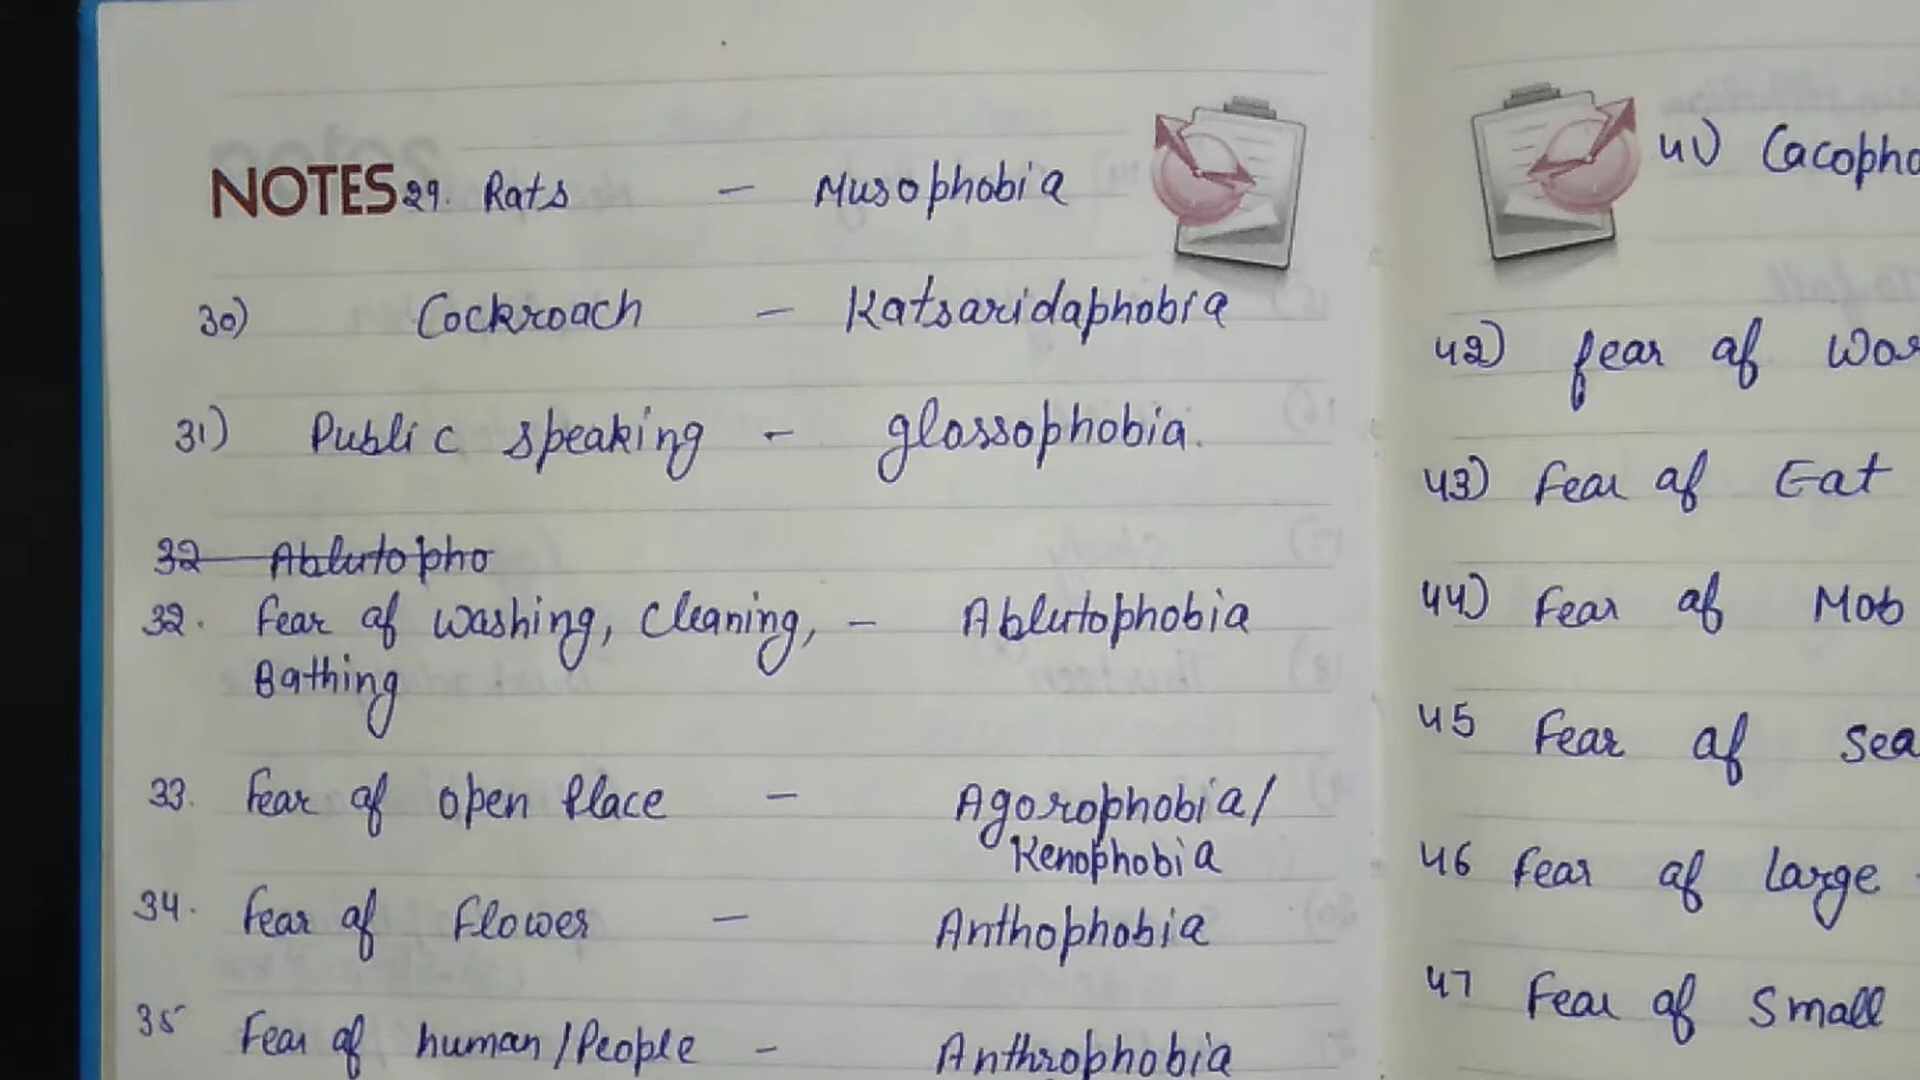 NOTES 29. Rats - Musophobia
30) Cockroach - Katsaridaphobia
31) Public speaking - glossophobia.
32 Ablutopho
32. Fear of washing, Cleaning, - Ablutophobia
Bathing
33. Fear of open Place - Agorophobia/
Kenophobia
34. Fear of Flower - Anthophobia
35 Fear of human/People - Anthrophobia
41) Cacopho
42) fear of
43) Fear of Eat
44) Fear of Mob
45 Fear of Sea
46 fear of large
47 Fear of Small